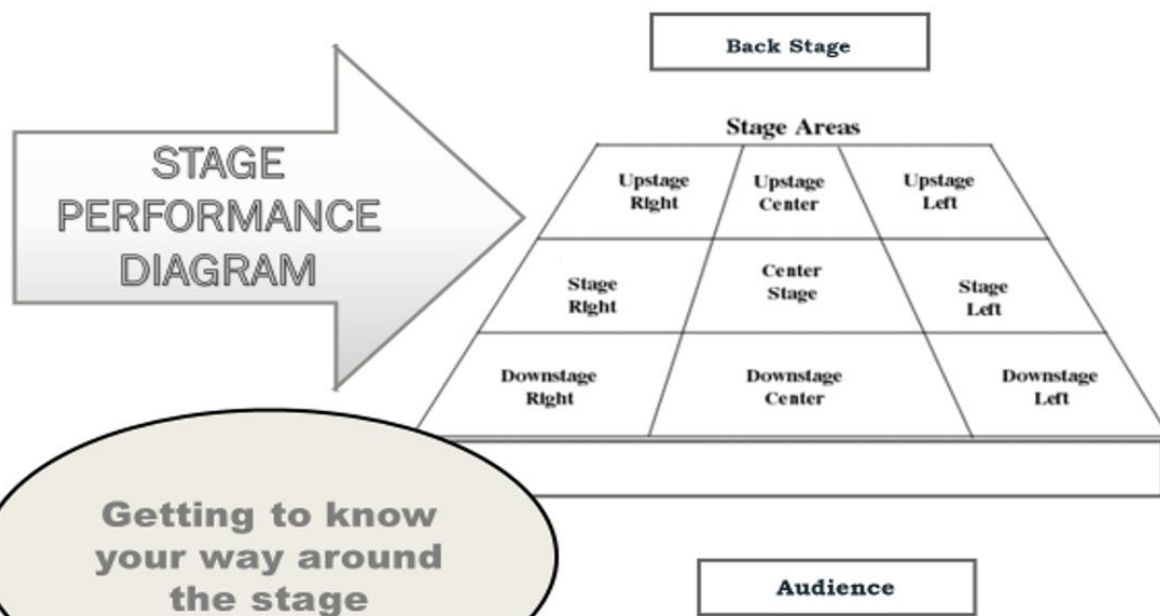 Back Stage
STAGE
PERFORMANCE
DIAGRAM
Stage Areas
Upstage
Right
Upstage
Center
Upstage
Left
Stage
Right
Center
Stage
Stage
Left
Downstage
Right
Downstage
Center
Downstage
Left
Getting to know
your way around
the stage
Audience